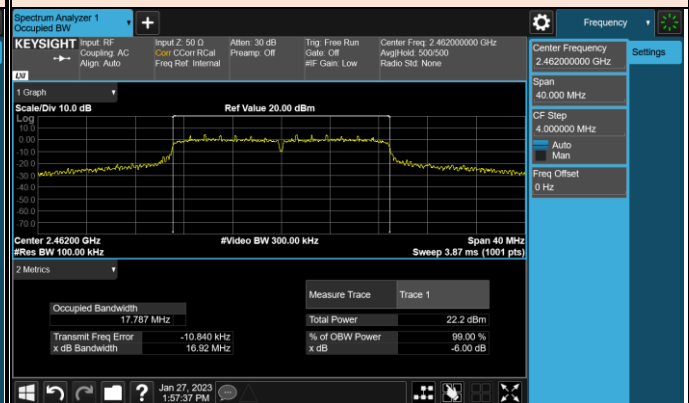 Spectrum Analyzer 1
Occupied BW
+
Frequency
KEYSIGHT
Input: RF
Coupling: AC
Align: Auto
Input Z: 50 Ω
Corr CCorr RCal
Freq Ref: Internal
Atten: 30 dB
Preamp: Off
Trig: Free Run
Gate: Off
#IF Gain: Low
Center Freq: 2.462000000 GHz
Avg|Hold: 500/500
Radio Std: None
LXI
Center Frequency
2.462000000 GHz
Settings
Span
40.000 MHz
CF Step
4.000000 MHz
Auto
Man
Freq Offset
0 Hz
1 Graph
Scale/Div 10.0 dB
Ref Value 20.00 dBm
Log
10.0
0.00
-10.0
-20.0
-30.0
-40.0
-50.0
-60.0
-70.0
Center 2.46200 GHz
#Video BW 300.00 kHz
Span 40 MHz
#Res BW 100.00 kHz
Sweep 3.87 ms (1001 pts)
2 Metrics
Measure Trace
Trace 1
Occupied Bandwidth
17.787 MHz
Total Power
22.2 dBm
Transmit Freq Error
-10.840 kHz
% of OBW Power
99.00 %
x dB Bandwidth
16.92 MHz
x dB
-6.00 dB
?
Jan 27, 2023
1:57:37 PM